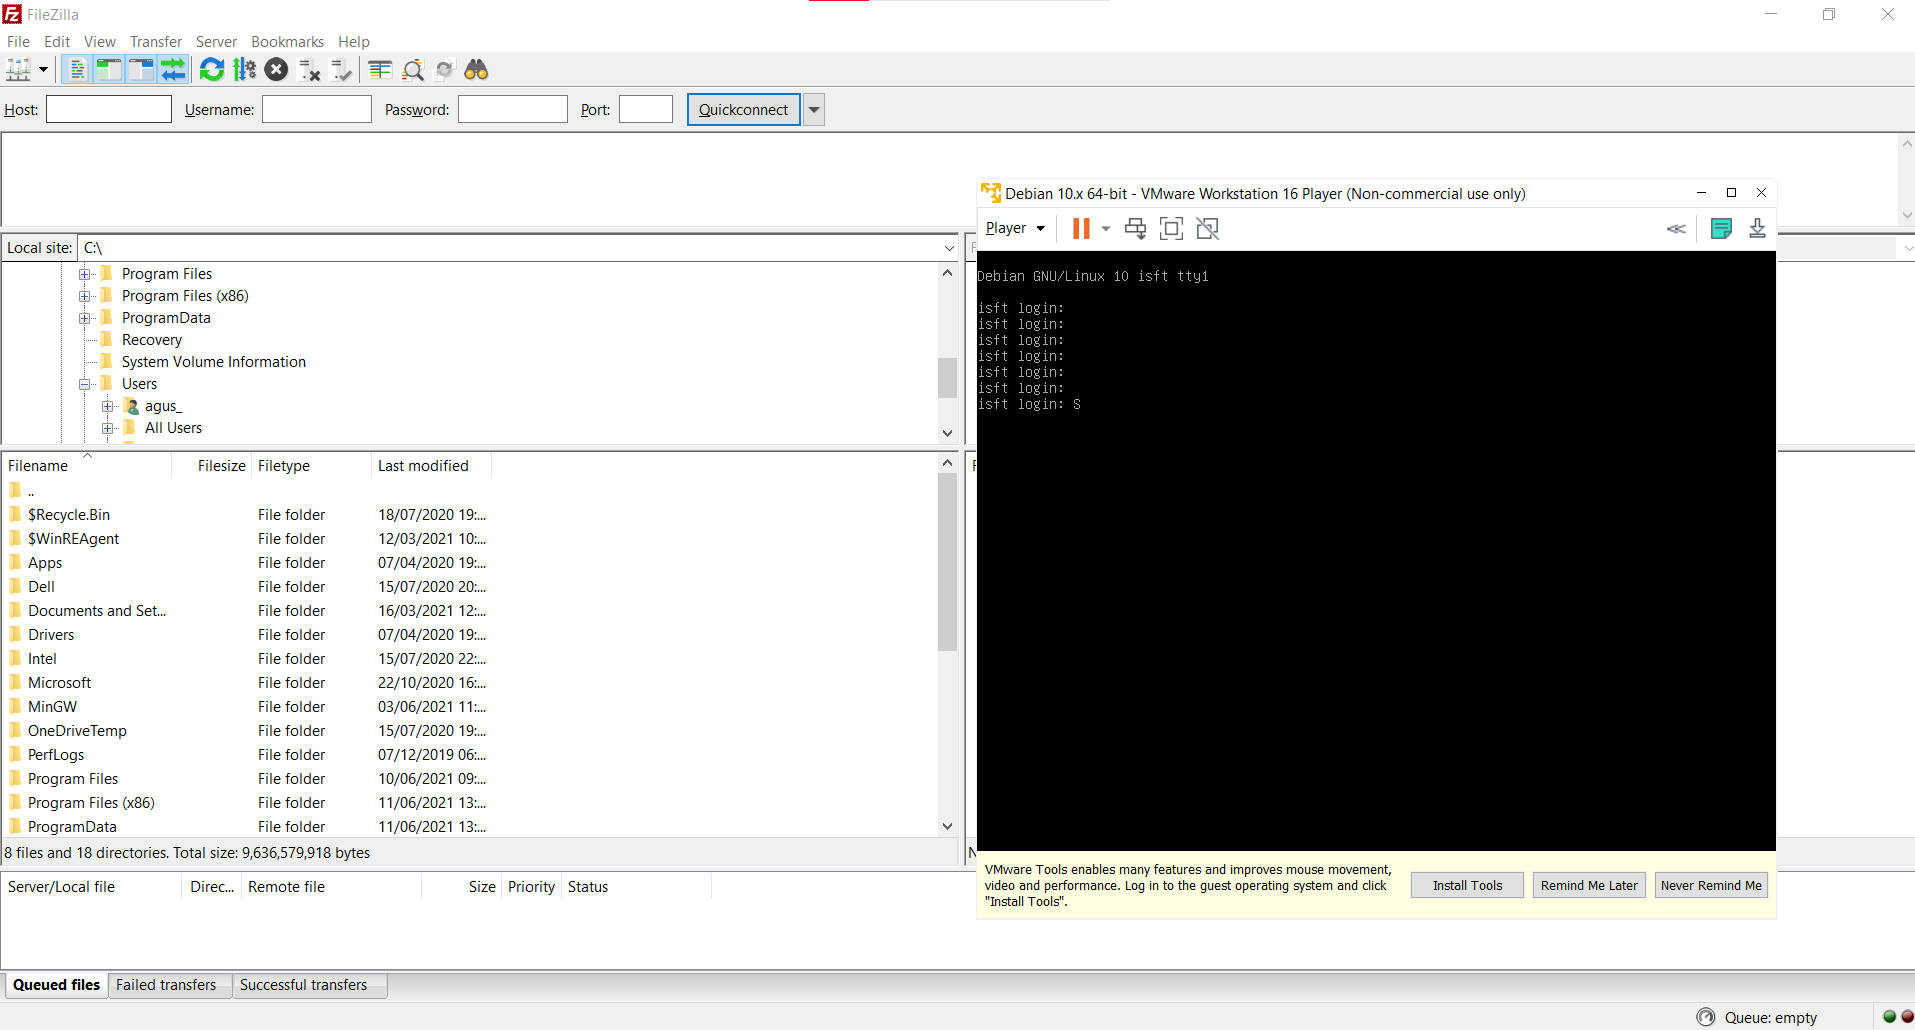 FileZilla
File Edit View Transfer Server Bookmarks Help
Host: Username: Password: Port: Quickconnect
Local site: C:\
Program Files
Program Files (x86)
ProgramData
Recovery
System Volume Information
Users
agus_
All Users
Filename Filesize Filetype Last modified
..
$Recycle.Bin File folder 18/07/2020 19:...
$WinREAgent File folder 12/03/2021 10:...
Apps File folder 07/04/2020 19:...
Dell File folder 15/07/2020 20:...
Documents and Set... File folder 16/03/2021 12:...
Drivers File folder 07/04/2020 19:...
Intel File folder 15/07/2020 22:...
Microsoft File folder 22/10/2020 16:...
MinGW File folder 03/06/2021 11:...
OneDriveTemp File folder 15/07/2020 19:...
PerfLogs File folder 07/12/2019 06:...
Program Files File folder 10/06/2021 09:...
Program Files (x86) File folder 11/06/2021 13:...
ProgramData File folder 11/06/2021 13:...
8 files and 18 directories. Total size: 9,636,579,918 bytes
Debian 10.x 64-bit - VMware Workstation 16 Player (Non-commercial use only)
Player
Debian GNU/Linux 10 isft tty1
isft login:
isft login:
isft login:
isft login:
isft login:
isft login:
isft login: S
VMware Tools enables many features and improves mouse movement,
video and performance. Log in to the guest operating system and click
"Install Tools".
Install Tools Remind Me Later Never Remind Me
Server/Local file Direc... Remote file Size Priority Status
Queued files Failed transfers Successful transfers
Queue: empty